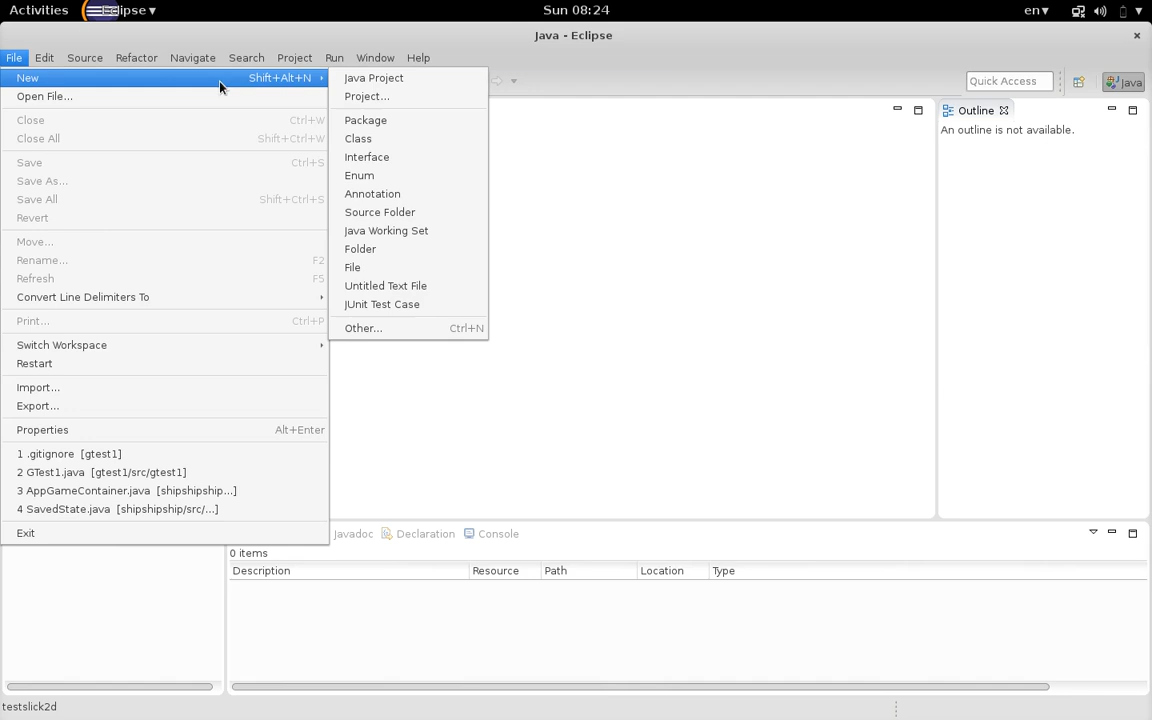 Activities Eclipse ▾ Sun 08:24 en ▾
Java - Eclipse ×
File Edit Source Refactor Navigate Search Project Run Window Help
New Shift+Alt+N
Open File...
Close Ctrl+W
Close All Shift+Ctrl+W
Save Ctrl+S
Save As...
Save All Shift+Ctrl+S
Revert
Move...
Rename... F2
Refresh F5
Convert Line Delimiters To
Print... Ctrl+P
Switch Workspace
Restart
Import...
Export...
Properties Alt+Enter
1 .gitignore [gtest1]
2 GTest1.java [gtest1/src/gtest1]
3 AppGameContainer.java [shipshipship...]
4 SavedState.java [shipshipship/src/...]
Exit
Java Project
Project...
Package
Class
Interface
Enum
Annotation
Source Folder
Java Working Set
Folder
File
Untitled Text File
JUnit Test Case
Other... Ctrl+N
Quick Access Java
Outline
An outline is not available.
Javadoc Declaration Console
0 items
Description Resource Path Location Type
testslick2d